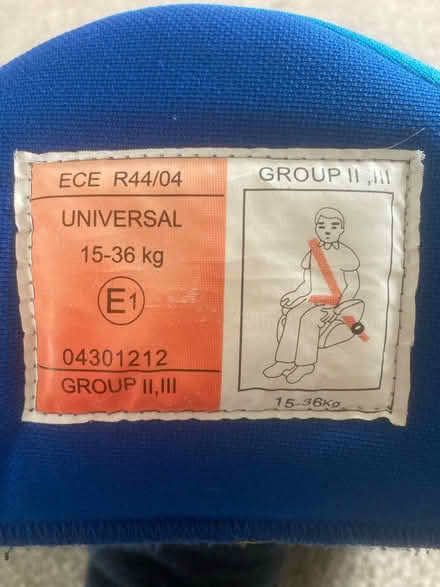 ECE R44/04
UNIVERSAL
15-36 kg
E1
04301212
GROUP II,III
GROUP II ,III
15-36KG